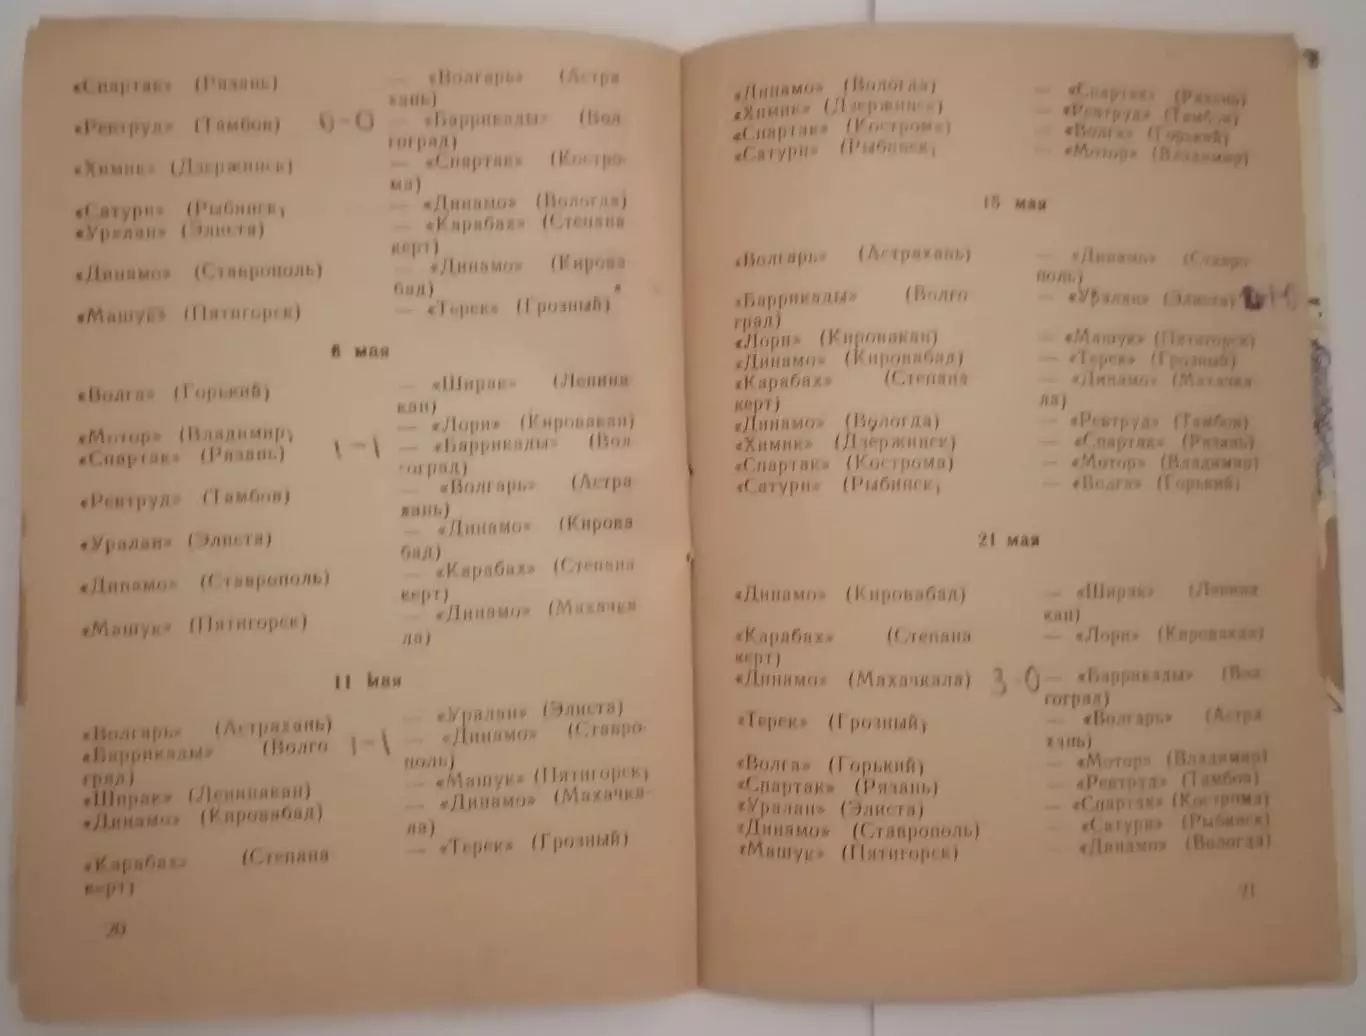 «Спартак» (Рязань) — «Волгарь» (Астра
хань)
«Ревтруд» (Тамбов) 0-0 — «Баррикады» (Вол
гоград)
«Химик» (Дзержинск) — «Спартак» (Костро-
ма)
«Сатурн» (Рыбинск) — «Динамо» (Вологда)
«Уралан» (Элиста) — «Карабах» (Степана
керт)
«Динамо» (Ставрополь) — «Динамо» (Кирова
бад)
«Машук» (Пятигорск) — «Терек» (Грозный)
6 мая
«Волга» (Горький) — «Ширак» (Ленина
кан)
«Мотор» (Владимир) — «Лори» (Кировакан)
«Спартак» (Рязань) 1-1 — «Баррикады» (Вол
гоград)
«Ревтруд» (Тамбов) — «Волгарь» (Астра
хань)
«Уралан» (Элиста) — «Динамо» (Кирова
бад)
«Динамо» (Ставрополь) — «Карабах» (Степана
керт)
«Машук» (Пятигорск) — «Динамо» (Махачка
ла)
11 мая
«Волгарь» (Астрахань) — «Уралан» (Элиста)
«Баррикады» (Волго 1-1 — «Динамо» (Ставро-
град) поль)
«Ширак» (Ленинакан) — «Машук» (Пятигорск)
«Динамо» (Кировабад) — «Динамо» (Махачка-
ла)
«Карабах» (Степана — «Терек» (Грозный)
керт)
20
«Динамо» (Вологда) — «Спартак» (Рязань)
«Химик» (Дзержинск) — «Ревтруд» (Тамбов)
«Спартак» (Кострома) — «Волга» (Горький)
«Сатурн» (Рыбинск) — «Мотор» (Владимир)
15 мая
«Волгарь» (Астрахань) — «Динамо» (Ставро
поль)
«Баррикады» (Волго — «Уралан» (Элиста) 1-0
град)
«Лори» (Кировакан) — «Машук» (Пятигорск)
«Динамо» (Кировабад) — «Терек» (Грозный)
«Карабах» (Степана — «Динамо» (Махачка
керт) ла)
«Динамо» (Вологда) — «Ревтруд» (Тамбов)
«Химик» (Дзержинск) — «Спартак» (Рязань)
«Спартак» (Кострома) — «Мотор» (Владимир)
«Сатурн» (Рыбинск) — «Волга» (Горький)
21 мая
«Динамо» (Кировабад) — «Ширак» (Ленина
кан)
«Карабах» (Степана — «Лори» (Кировакан)
керт)
«Динамо» (Махачкала) 3-0 — «Баррикады» (Вол
гоград)
«Терек» (Грозный) — «Волгарь» (Астра
хань)
«Волга» (Горький) — «Мотор» (Владимир)
«Спартак» (Рязань) — «Ревтруд» (Тамбов)
«Уралан» (Элиста) — «Спартак» (Кострома)
«Динамо» (Ставрополь) — «Сатурн» (Рыбинск)
«Машук» (Пятигорск) — «Динамо» (Вологда)
21